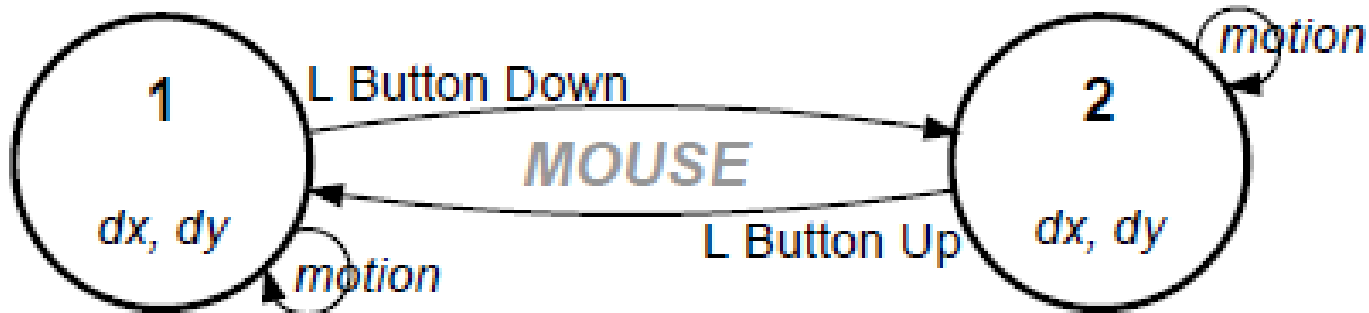 motion
1
L Button Down
2
MOUSE
dx, dy
L Button Up
dx, dy
motion